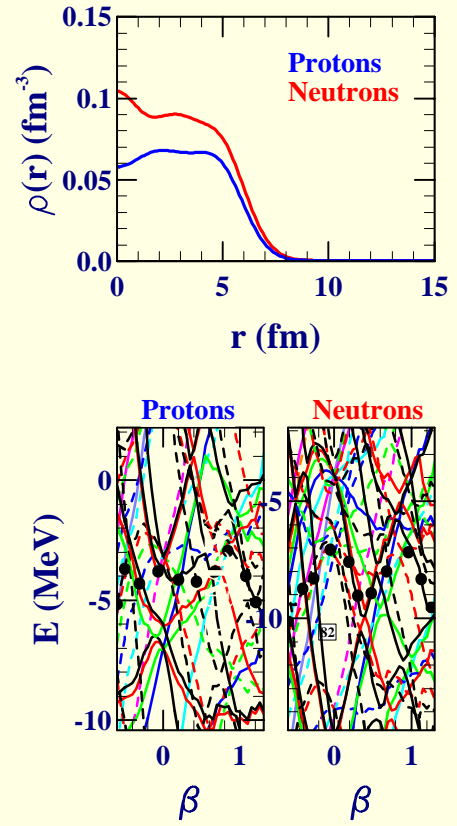 0.15
Protons
Neutrons
0.1
0.05
0.0
ρ(r) (fm⁻³)
0 5 10 15
r (fm)
Protons Neutrons
0
-5
-10
E (MeV)
-5
-10
82
0 1 0 1
β β